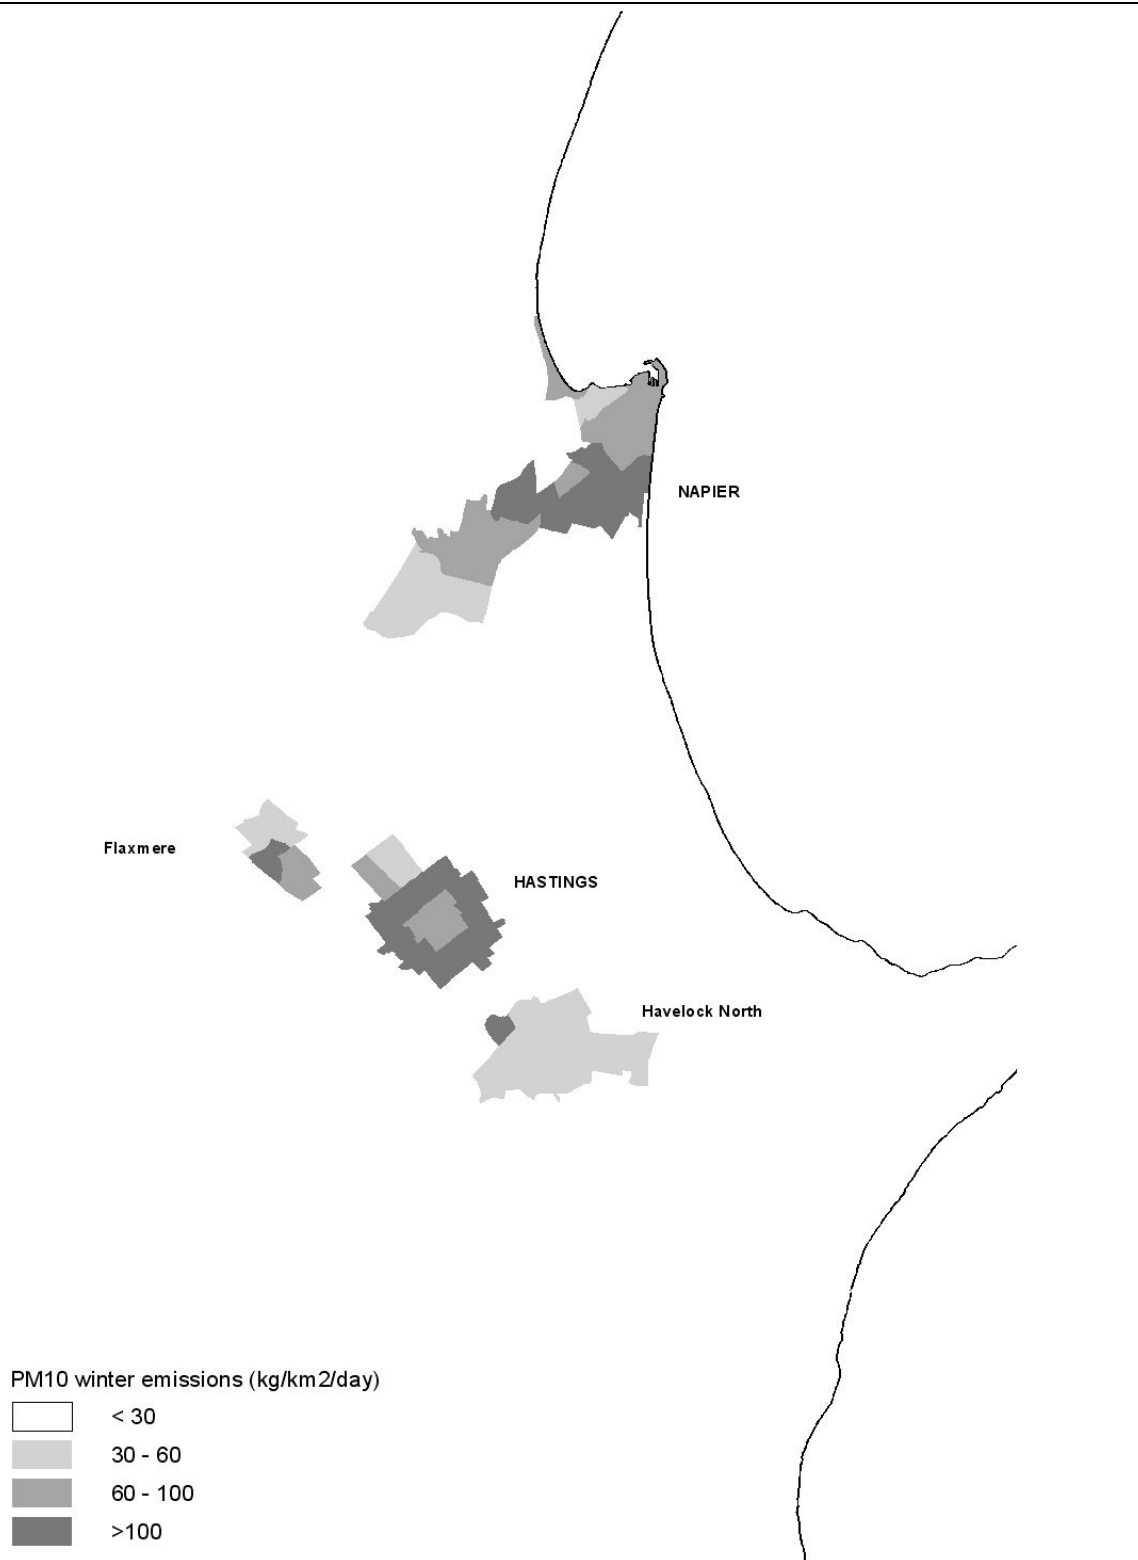 NAPIER
Flaxmere
HASTINGS
Havelock North
PM10 winter emissions (kg/km2/day)
< 30
30 - 60
60 - 100
>100